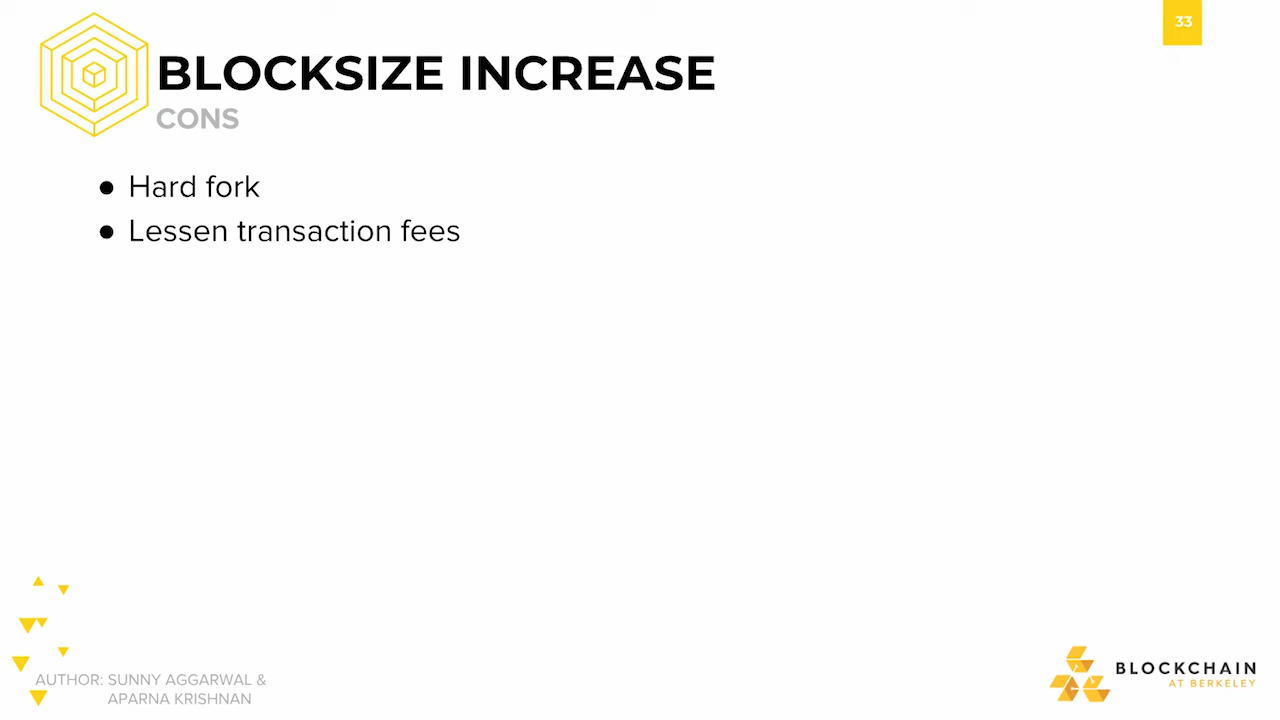 33
BLOCKSIZE INCREASE
CONS
● Hard fork
● Lessen transaction fees
AUTHOR: SUNNY AGGARWAL &
APARNA KRISHNAN
BLOCKCHAIN
AT BERKELEY